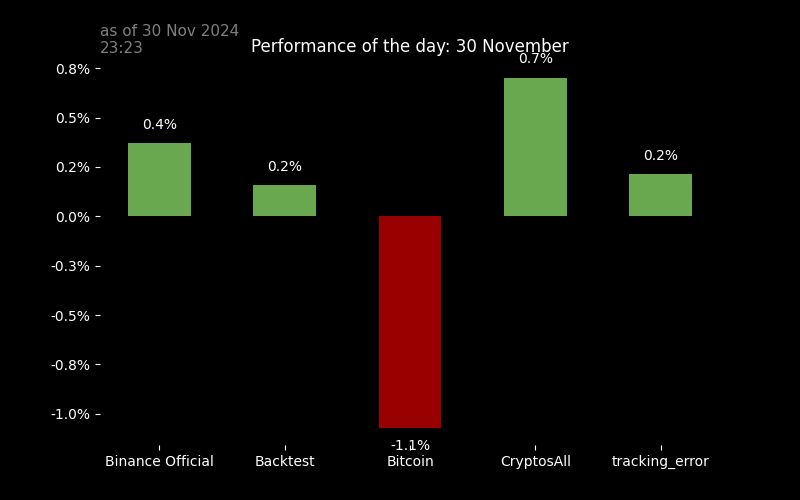 as of 30 Nov 2024
23:23
Performance of the day: 30 November
0.8%
0.5%
0.2%
0.0%
-0.3%
-0.5%
-0.8%
-1.0%
0.4%
0.2%
-1.1%
0.7%
0.2%
Binance Official
Backtest
Bitcoin
CryptosAll
tracking_error